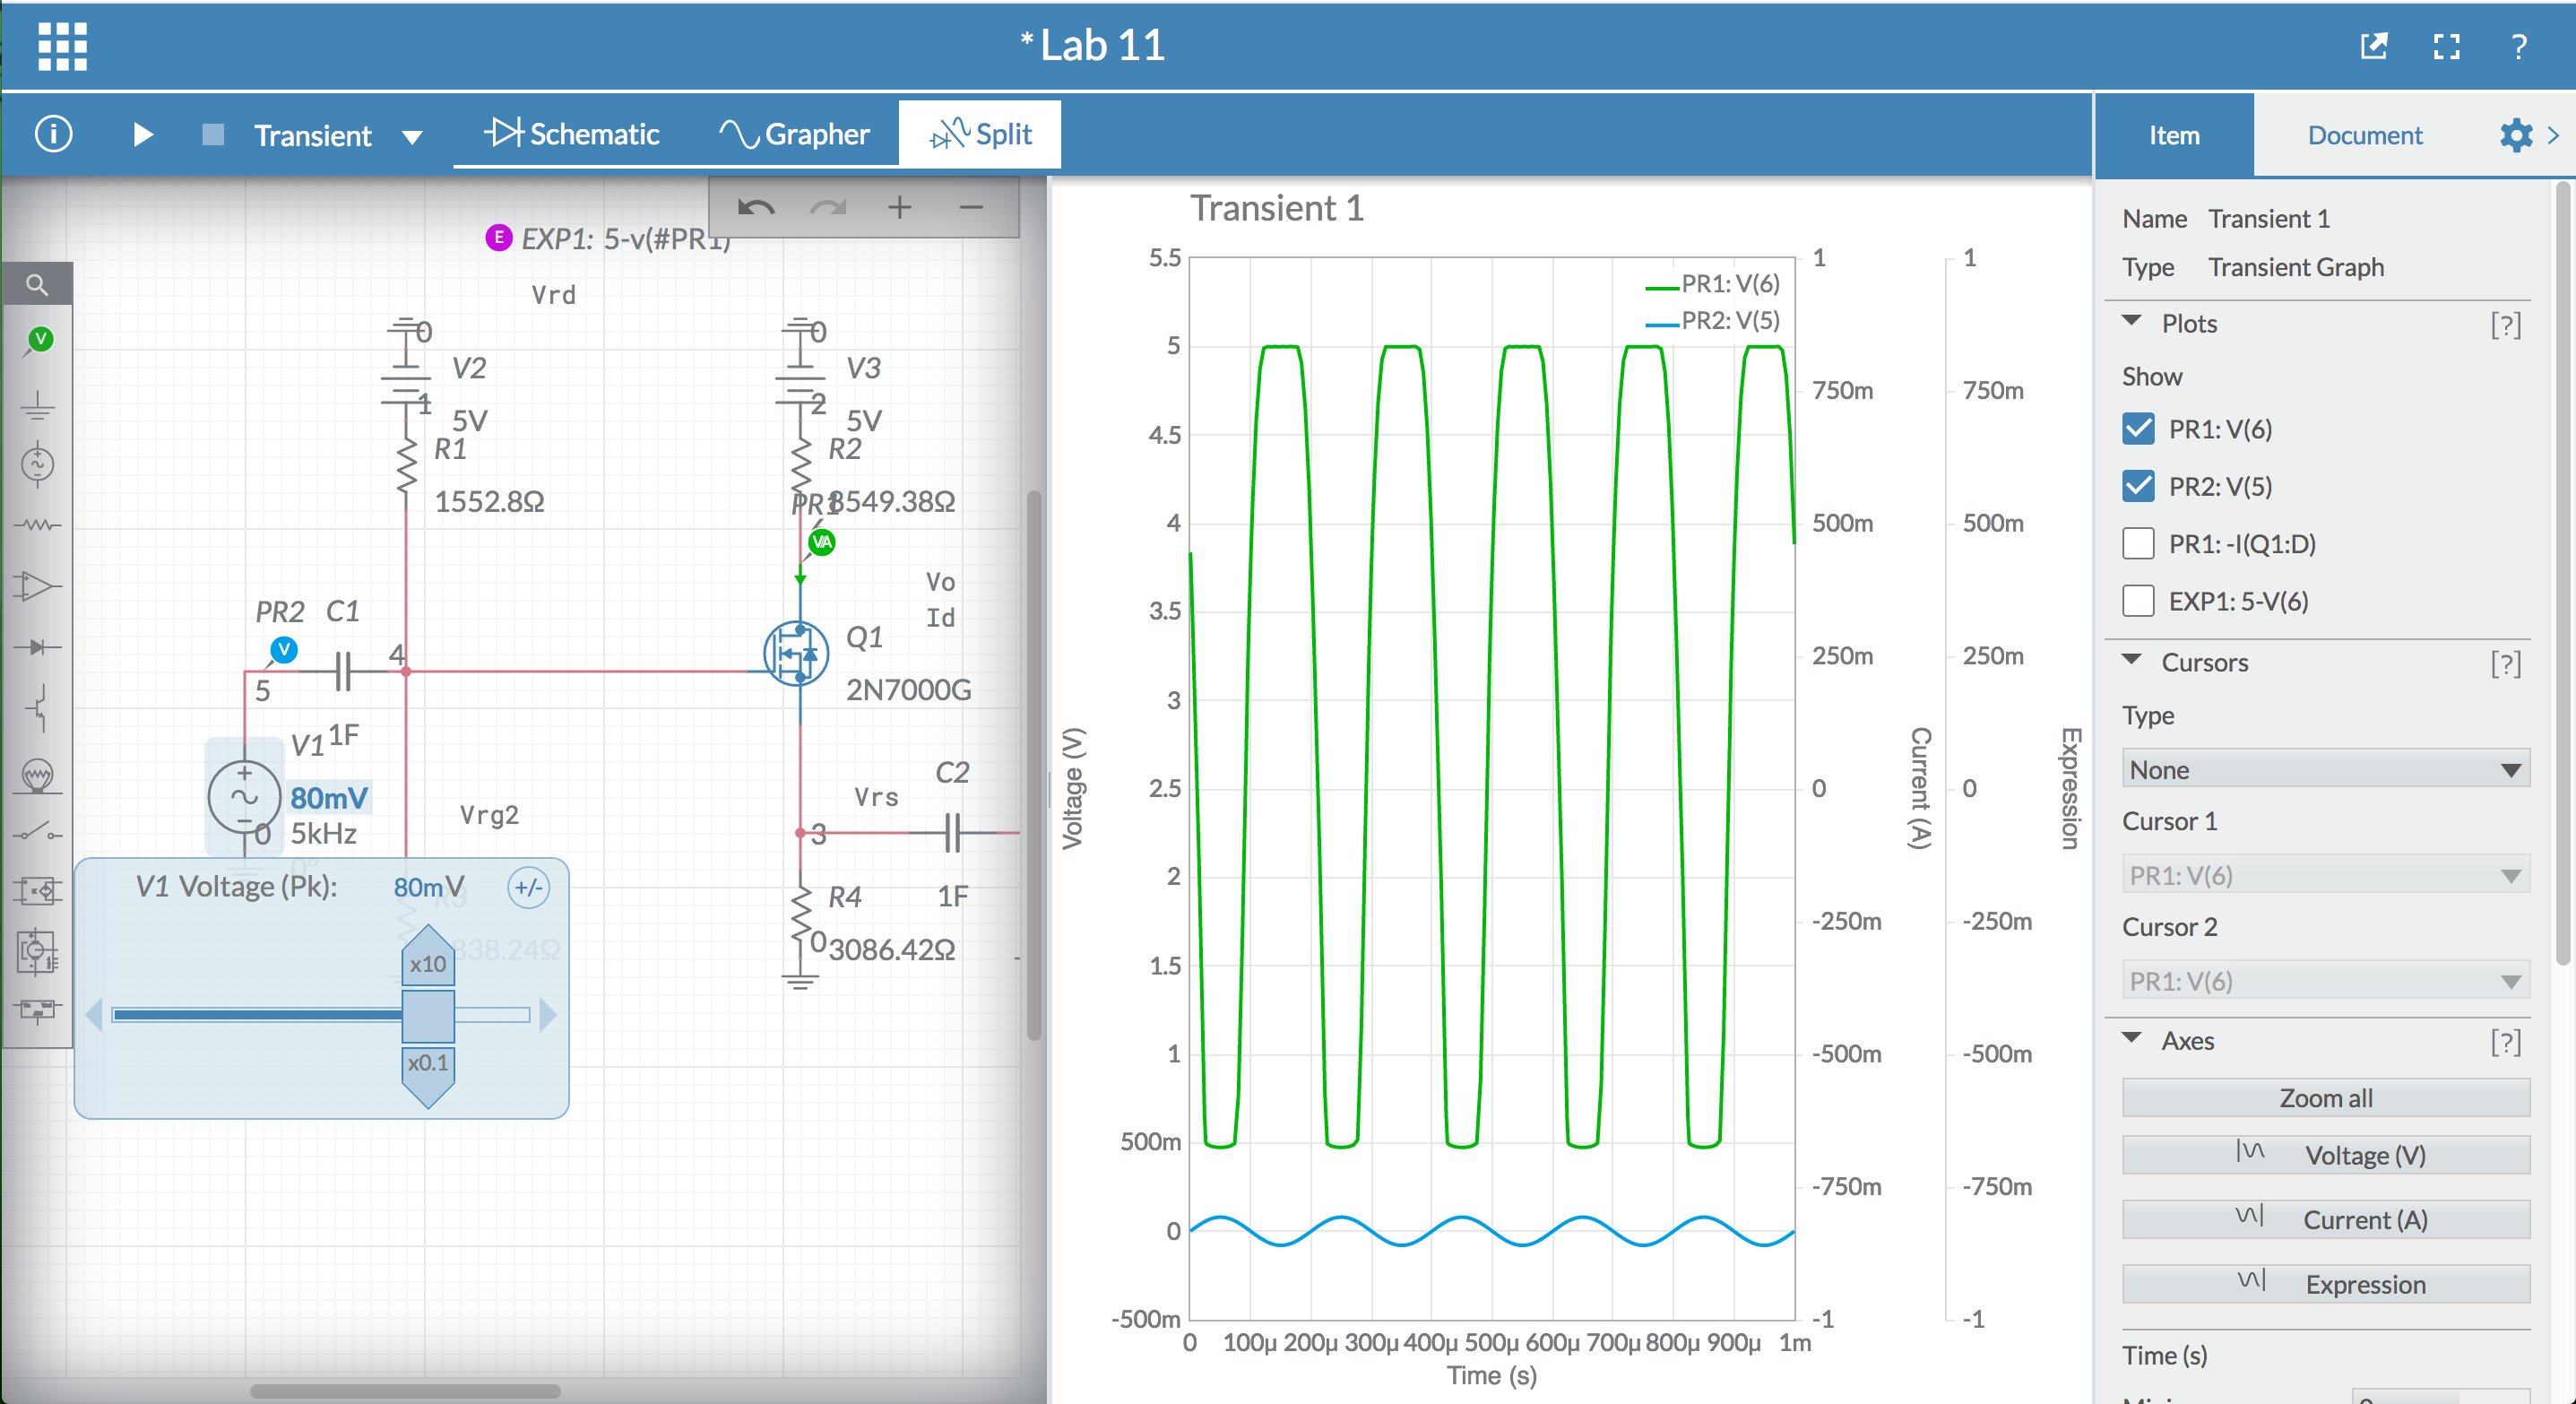 * Lab 11
?
i
Transient
Schematic
Grapher
Split
Item
Document
E EXP1: 5-v(#PR1)
Vrd
V
0
V2
1
5V
R1
1552.8Ω
0
V3
2
5V
R2
8549.38Ω
PR1
VA
Vo
Id
Q1
2N7000G
PR2
C1
V
4
5
1F
V1
80mV
0
5kHz
0°
Vrg2
C2
Vrs
3
1F
R4
0
3086.42Ω
V1 Voltage (Pk): 80mV +/-
R3
838.24Ω
x10
x0.1
Transient 1
PR1: V(6)
PR2: V(5)
5.5
5
4.5
4
3.5
3
2.5
2
1.5
1
500m
0
-500m
Voltage (V)
0 100μ 200μ 300μ 400μ 500μ 600μ 700μ 800μ 900μ 1m
Time (s)
1
750m
500m
250m
0
-250m
-500m
-750m
-1
Current (A)
1
750m
500m
250m
0
-250m
-500m
-750m
-1
Expression
Name Transient 1
Type Transient Graph
Plots [?]
Show
PR1: V(6)
PR2: V(5)
PR1: -I(Q1:D)
EXP1: 5-V(6)
Cursors [?]
Type
None
Cursor 1
PR1: V(6)
Cursor 2
PR1: V(6)
Axes [?]
Zoom all
Voltage (V)
Current (A)
Expression
Time (s)